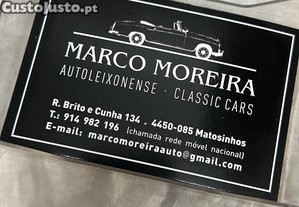 CustoJusto.pt
MARCO MOREIRA
AUTOLEIXONENSE · CLASSIC CARS
R. Brito e Cunha 134 . 4450-085 Matosinhos
T.: 914 982 196 (chamada rede móvel nacional)
E-mail: marcomoreiraauto@gmail.com